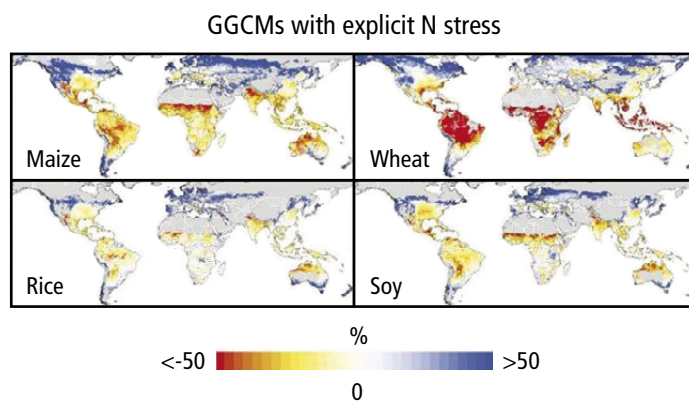 GGCMs with explicit N stress
Maize
Wheat
Rice
Soy
%
<-50
>50
0